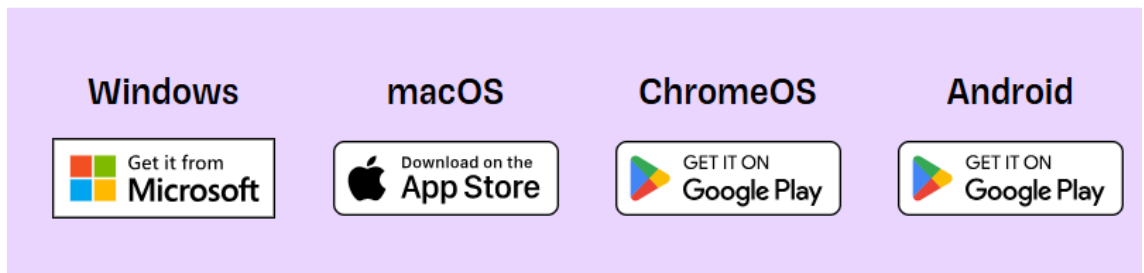 Windows
Get it from
Microsoft
macOS
Download on the
App Store
ChromeOS
GET IT ON
Google Play
Android
GET IT ON
Google Play